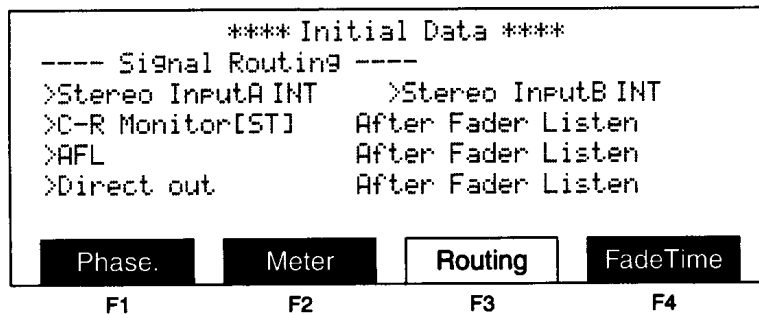 **** Initial Data ****
---- Signal Routing ----
>Stereo InputA INT >Stereo InputB INT
>C-R Monitor[ST] After Fader Listen
>AFL After Fader Listen
>Direct out After Fader Listen
Phase. Meter Routing FadeTime
F1 F2 F3 F4